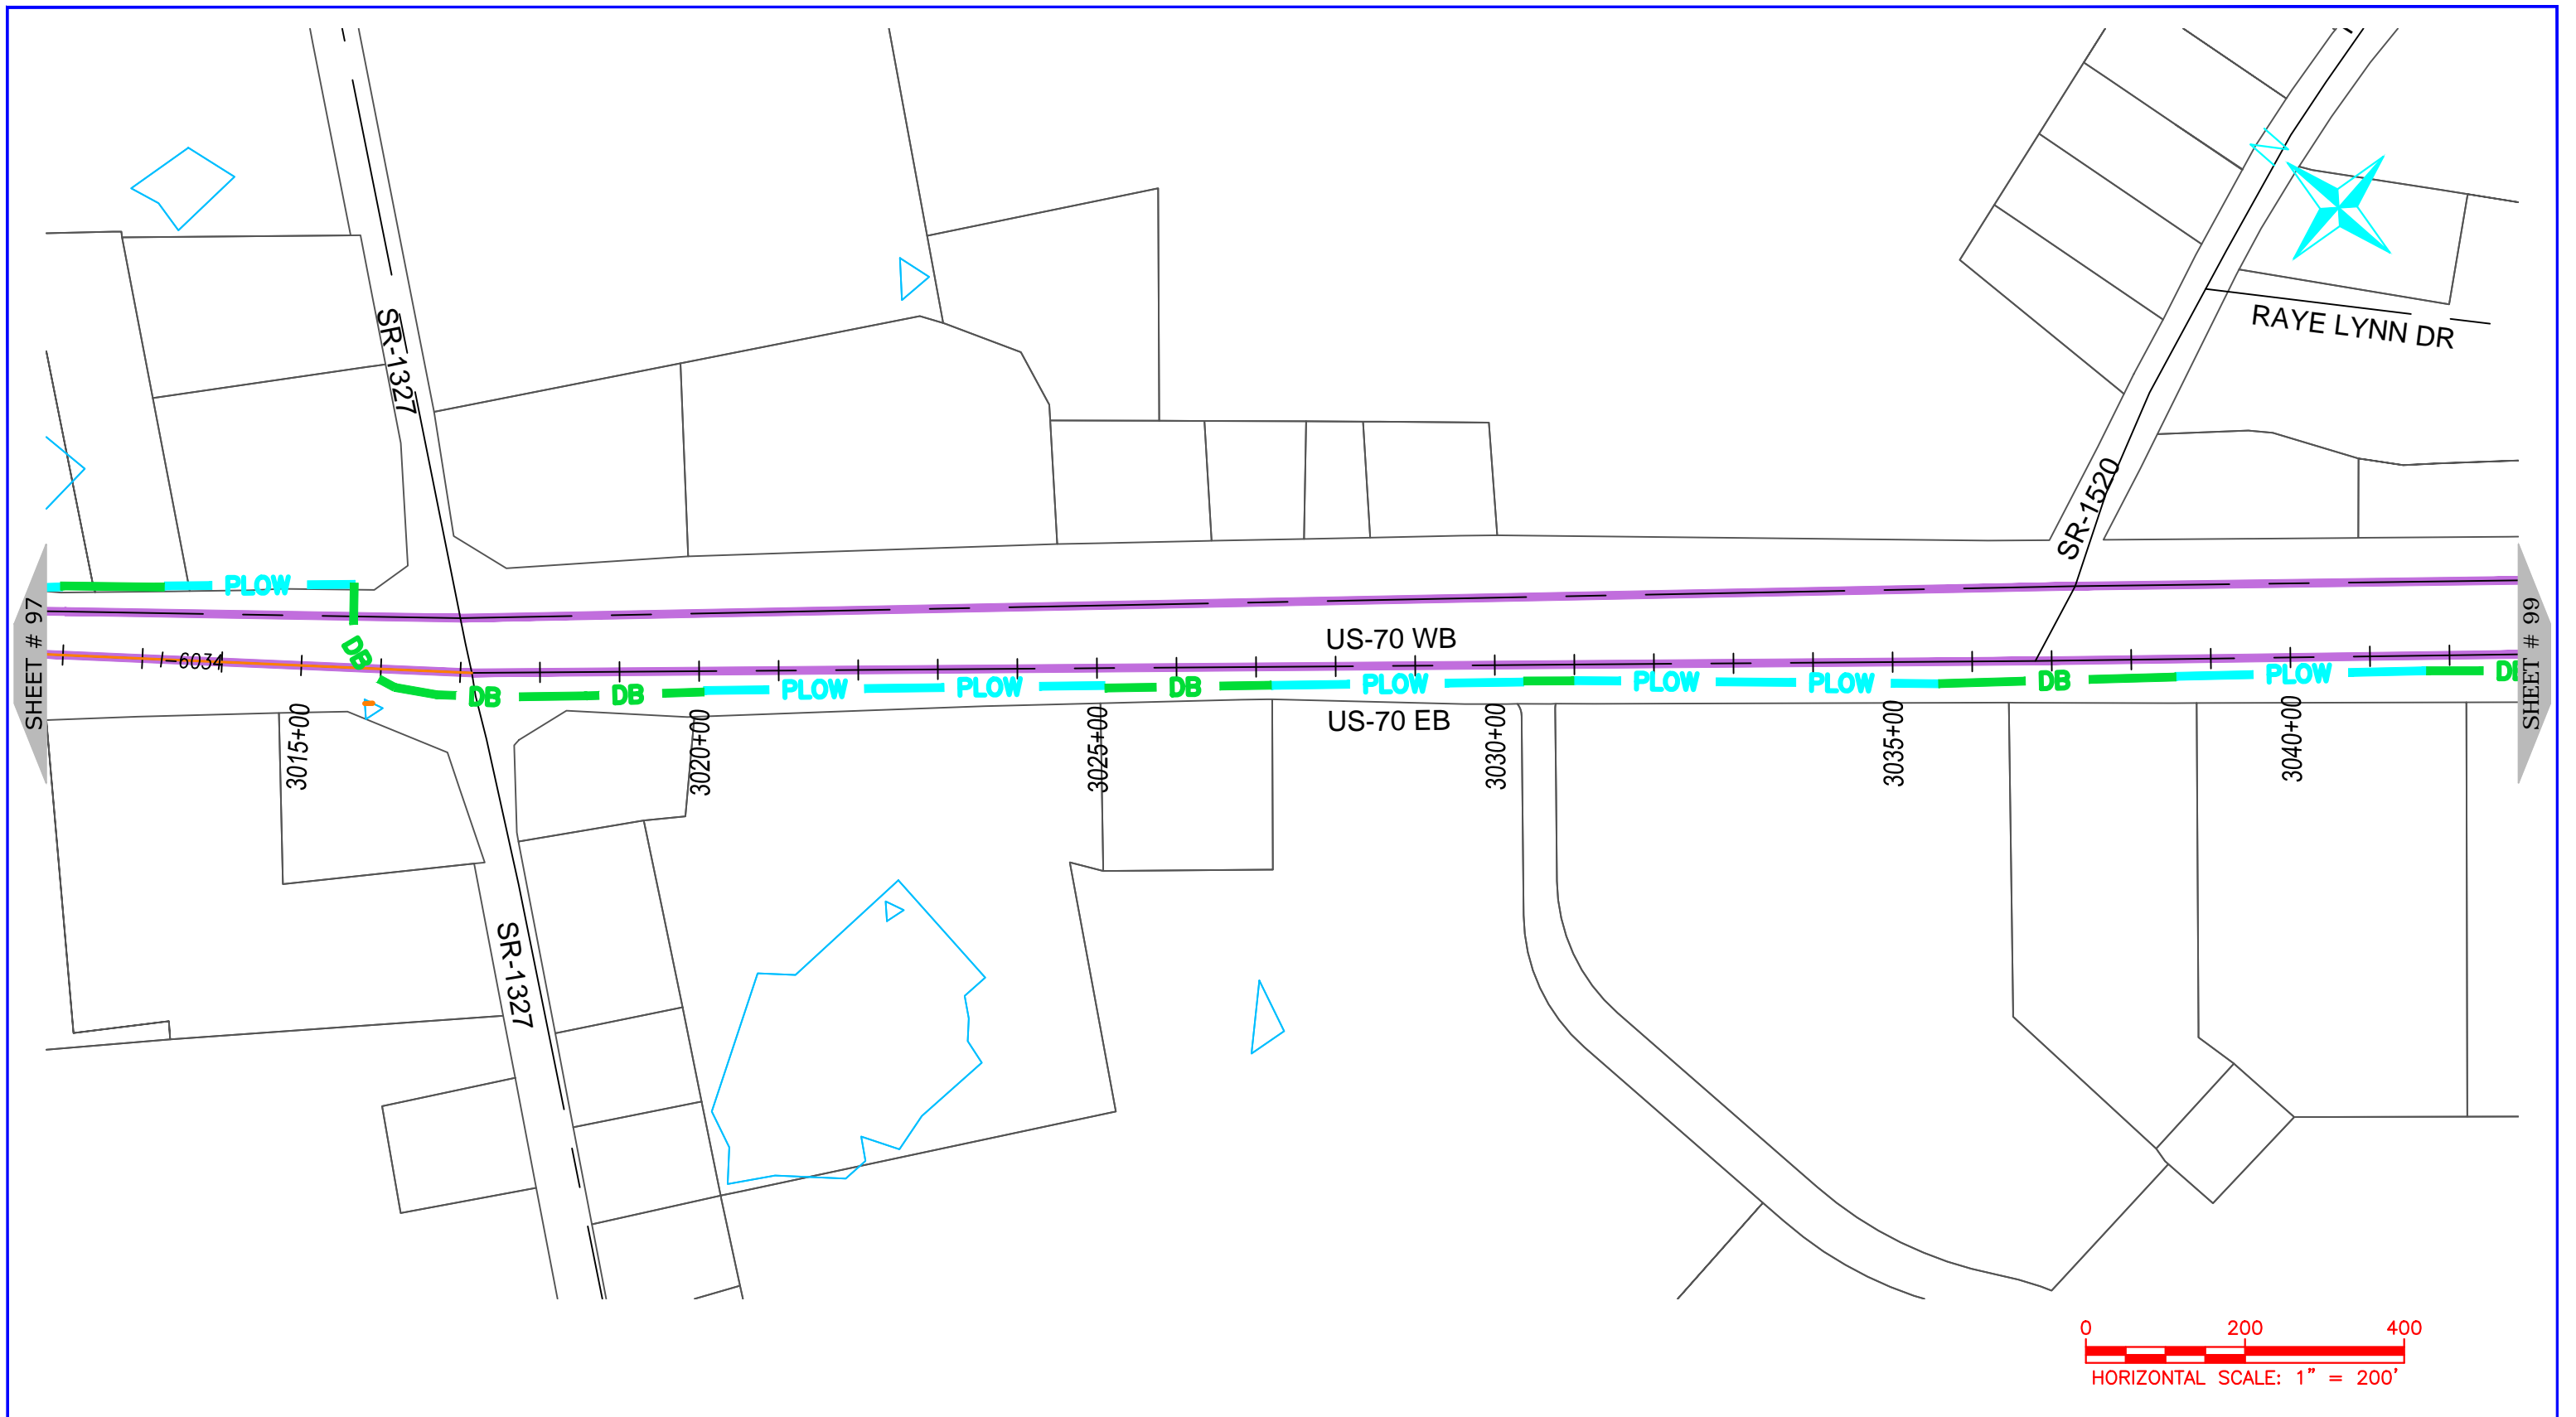 RAYE LYNN DR
SR-1327
SR-1520
PLOW
SHEET # 97
-6034
DB
US-70 WB
SHEET # 99
DB
DB
PLOW
PLOW
DB
PLOW
PLOW
PLOW
DB
PLOW
DB
US-70 EB
3015+00
3020+00
3025+00
3030+00
3035+00
3040+00
SR-1327
0 200 400
HORIZONTAL SCALE: 1" = 200'